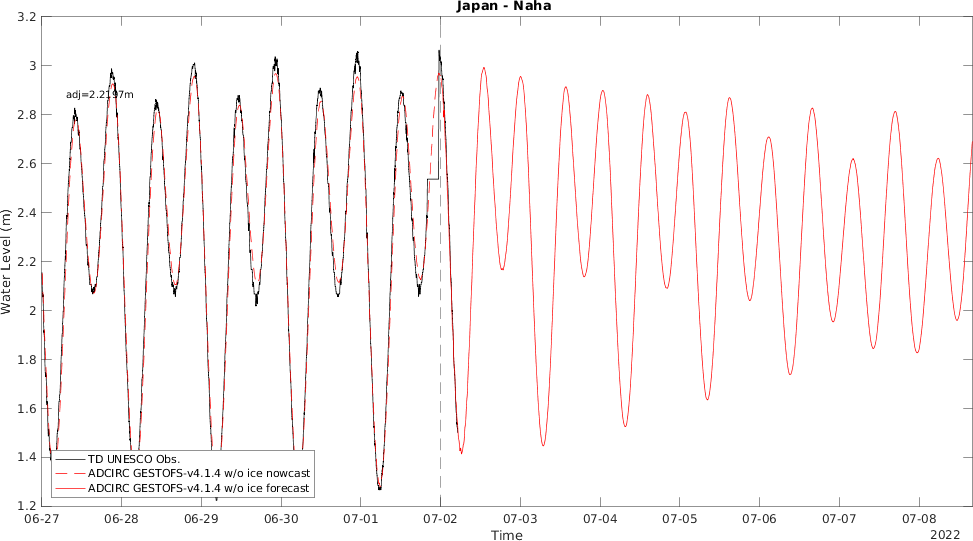 Japan - Naha
3.2
3
2.8
2.6
2.4
2.2
2
1.8
1.6
1.4
1.2
Water Level (m)
adj=2.2197m
TD UNESCO Obs.
ADCIRC GESTOFS-v4.1.4 w/o ice nowcast
ADCIRC GESTOFS-v4.1.4 w/o ice forecast
06-27 06-28 06-29 06-30 07-01 07-02 07-03 07-04 07-05 07-06 07-07 07-08
2022
Time